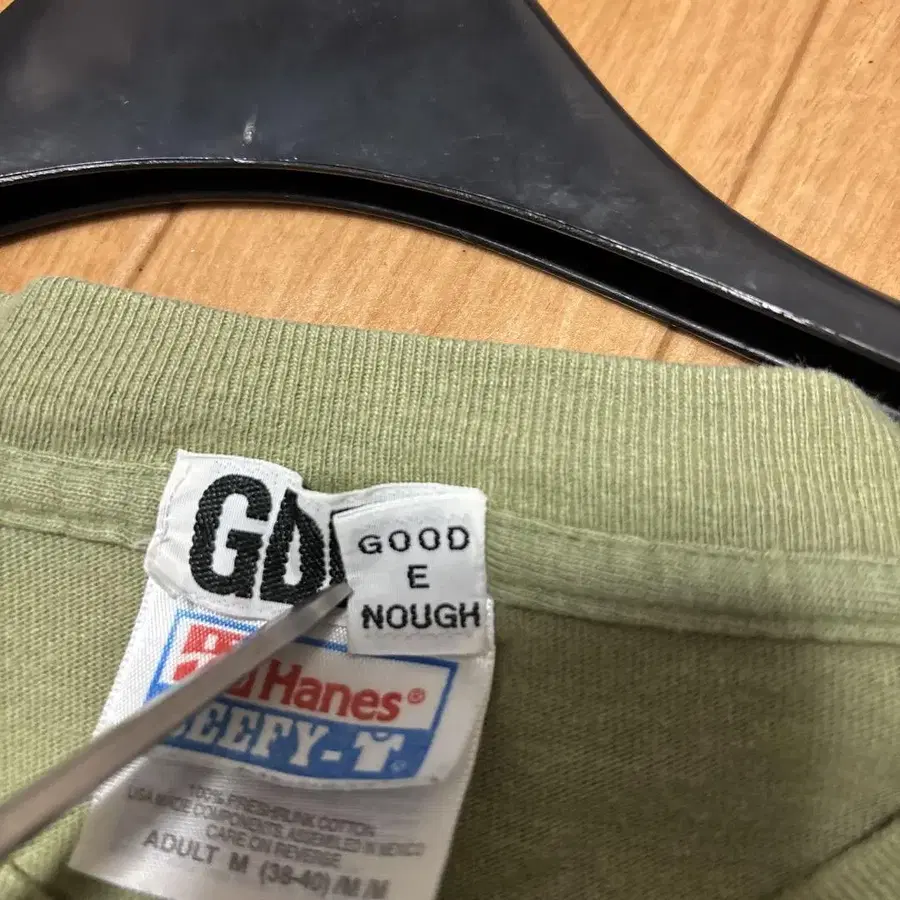 GD
GOOD
E
NOUGH
Hanes®
BEEFY-T
100% PRESHRUNK COTTON
USA MADE COMPONENTS ASSEMBLED IN MEXICO
CARE ON REVERSE
ADULT M (38-40)/M/M